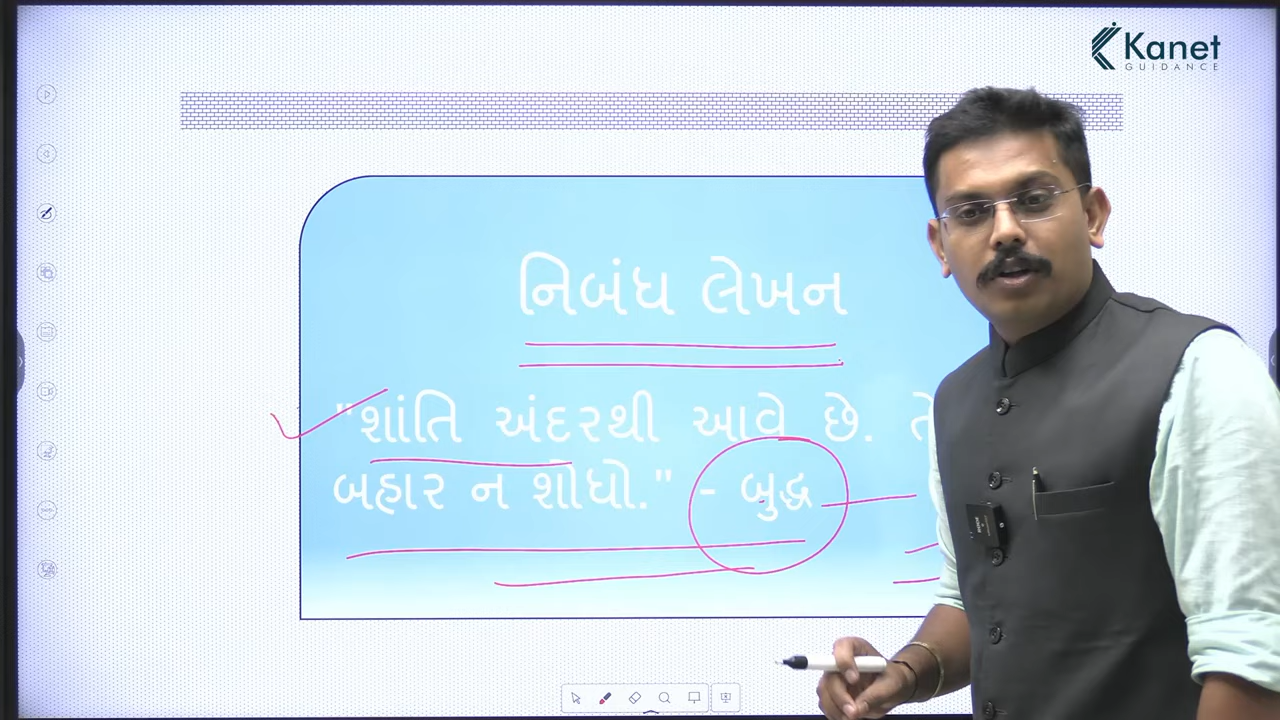 Kanet
GUIDANCE
નિબંધ લેખન
"શાંતિ અંદરથી આવે છે.
બહાર ન શોધો." - બુદ્ધ